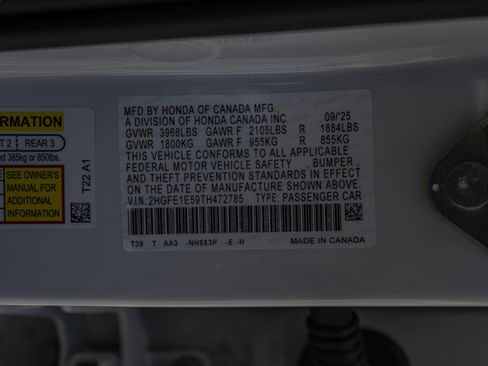 MFD.BY HONDA OF CANADA MFG.,
A DIVISION OF HONDA CANADA INC. 09/'25
GVWR 3968LBS GAWR F 2105LBS R 1884LBS
GVWR 1800KG GAWR F 955KG R 855KG
THIS VEHICLE CONFORMS TO ALL APPLICABLE
FEDERAL MOTOR VEHICLE SAFETY , BUMPER ,
AND THEFT PREVENTION STANDARDS IN EFFECT
ON THE DATE OF MANUFACTURE SHOWN ABOVE.
V.I.N.:2HGFE1E59TH472785 TYPE: PASSENGER CAR
T38 T AA3 -NH883P -E -H MADE IN CANADA
ORMATION
T 2 REAR 3
ed 385kg or 850lbs.
SEE OWNER'S
MANUAL FOR
ADDITIONAL
INFORMATION
T22 A1